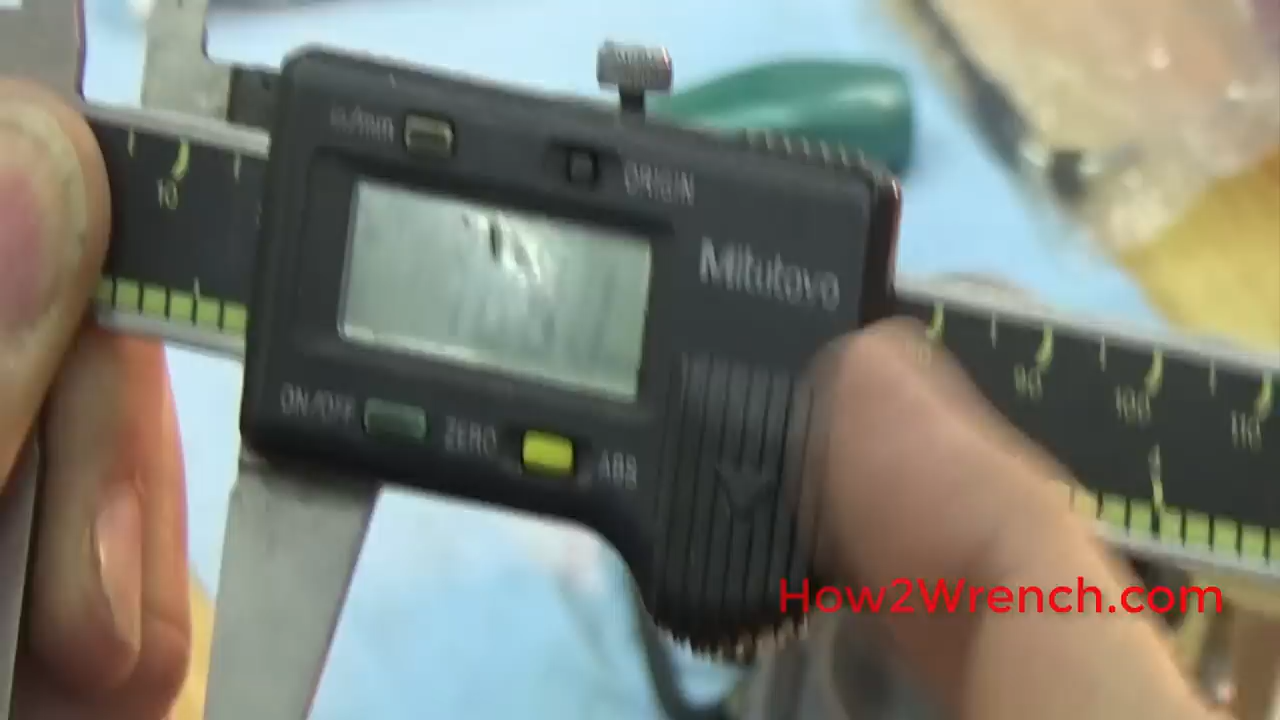 in/mm
ORIGIN
10
Mitutoyo
90
100
110
ON/OFF
ZERO
ABS
How2Wrench.com